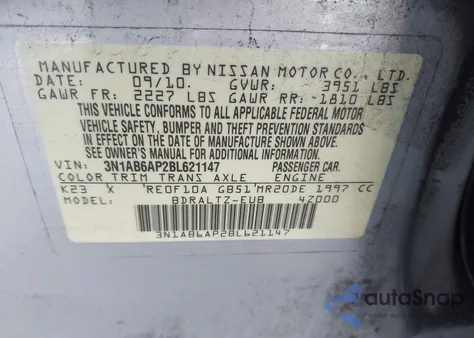 MANUFACTURED BY NISSAN MOTOR CO., LTD.
DATE: 09/10. GVWR: 3951 LBS
GAWR FR: 2227 LBS GAWR RR: 1810 LBS
THIS VEHICLE CONFORMS TO ALL APPLICABLE FEDERAL MOTOR
VEHICLE SAFETY, BUMPER AND THEFT PREVENTION STANDARDS
IN EFFECT ON THE DATE OF MANUFACTURE SHOWN ABOVE.
SEE OWNER'S MANUAL FOR ADDITIONAL INFORMATION.
VIN: 3N1AB6AP2BL621147 PASSENGER CAR.
COLOR TRIM TRANS AXLE ENGINE
K23 X RE0F10A GB51 MR20DE 1997 CC
MODEL: BDRALTZ-EUB 4Z000
3N1AB6AP2BL621147
autoSnap